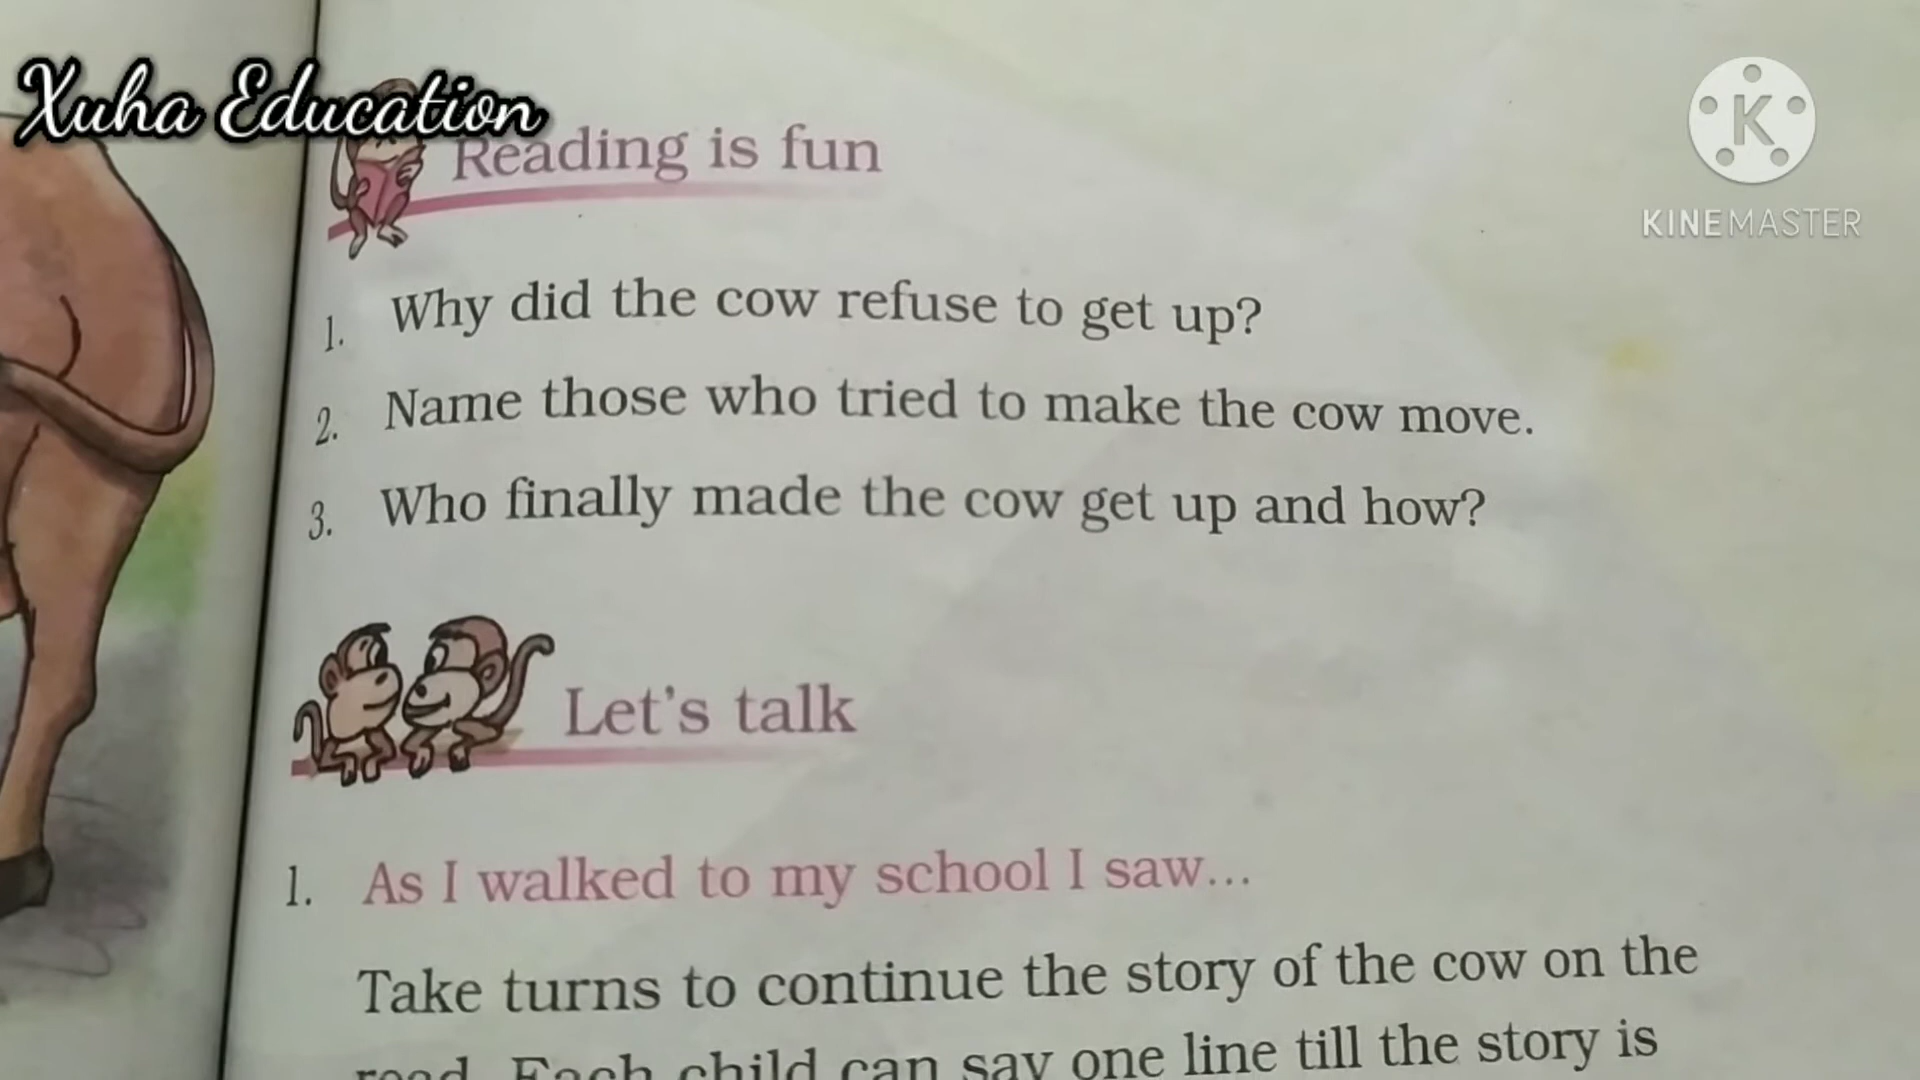 Xuha Education
K
KINEMASTER
Reading is fun
1. Why did the cow refuse to get up?
2. Name those who tried to make the cow move.
3. Who finally made the cow get up and how?
Let's talk
1. As I walked to my school I saw...
Take turns to continue the story of the cow on the
road. Each child can say one line till the story is